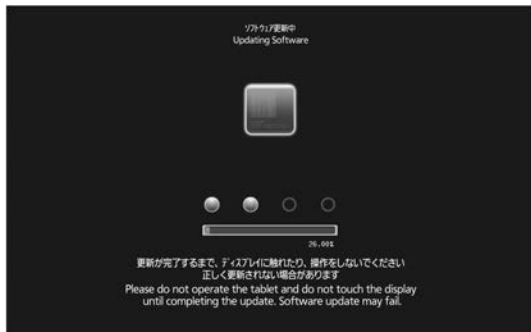 ソフトウェア更新中
Updating Software
26.00%
更新が完了するまで、ディスプレイに触れたり、操作をしないでください
正しく更新されない場合があります
Please do not operate the tablet and do not touch the display
until completing the update. Software update may fail.